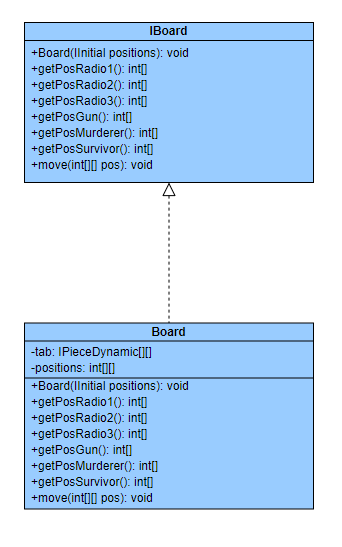 IBoard
+Board(IInitial positions): void
+getPosRadio1(): int[]
+getPosRadio2(): int[]
+getPosRadio3(): int[]
+getPosGun(): int[]
+getPosMurderer(): int[]
+getPosSurvivor(): int[]
+move(int[][] pos): void
Board
-tab: IPieceDynamic[][]
-positions: int[][]
+Board(IInitial positions): void
+getPosRadio1(): int[]
+getPosRadio2(): int[]
+getPosRadio3(): int[]
+getPosGun(): int[]
+getPosMurderer(): int[]
+getPosSurvivor(): int[]
+move(int[][] pos): void